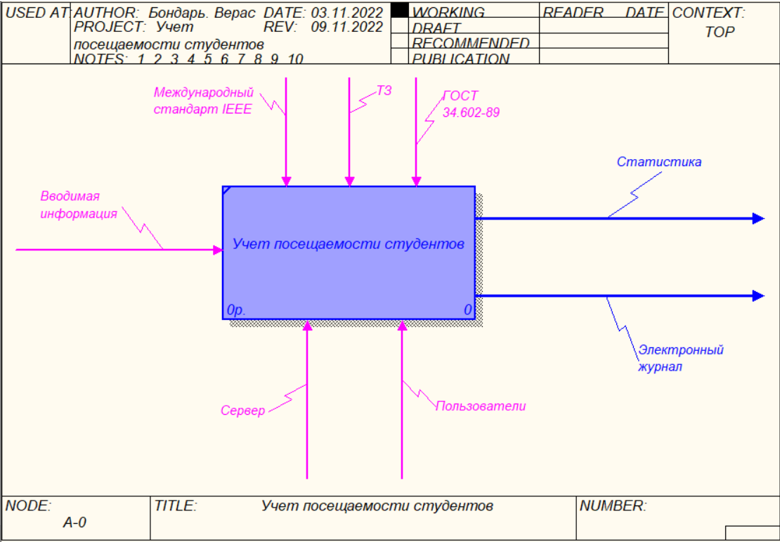 USED AT:
AUTHOR: Бондарь. Верас DATE: 03.11.2022
PROJECT: Учет REV: 09.11.2022
посещаемости студентов
NOTES: 1 2 3 4 5 6 7 8 9 10
WORKING
DRAFT
RECOMMENDED
PUBLICATION
READER DATE
CONTEXT:
TOP
Международный
стандарт IEEE
ТЗ
ГОСТ
34.602-89
Статистика
Вводимая
информация
Учет посещаемости студентов
0р. 0
Электронный
журнал
Сервер
Пользователи
NODE:
A-0
TITLE: Учет посещаемости студентов
NUMBER: